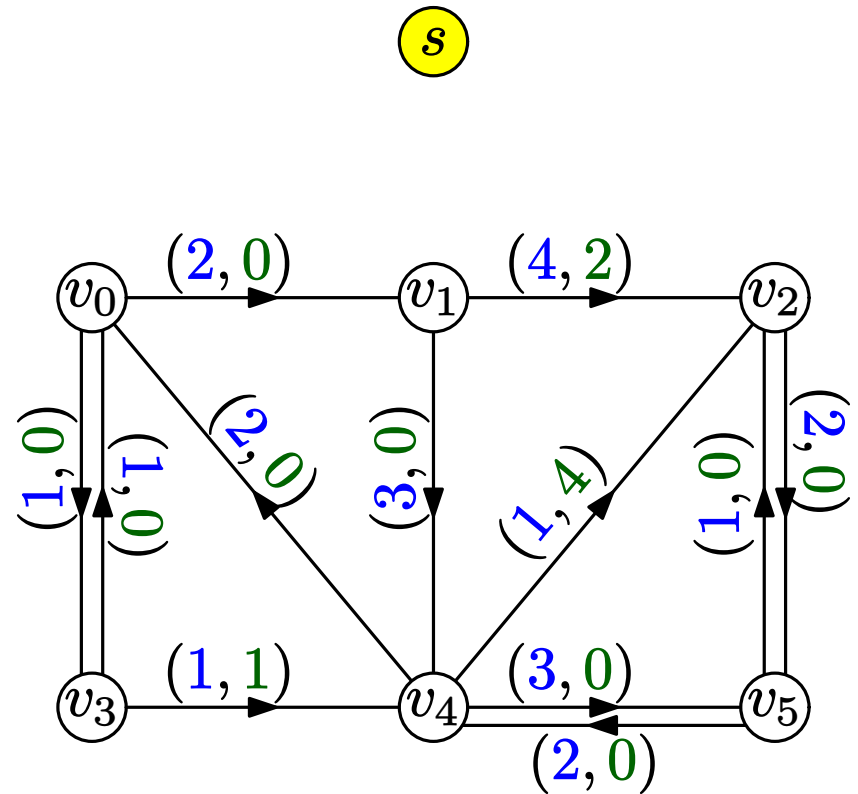 s
(2, 0)
(4, 2)
v0
v1
v2
(1, 0)
(1, 0)
(2, 0)
(3, 0)
(1, 4)
(1, 0)
(2, 0)
(1, 1)
(3, 0)
v3
v4
v5
(2, 0)